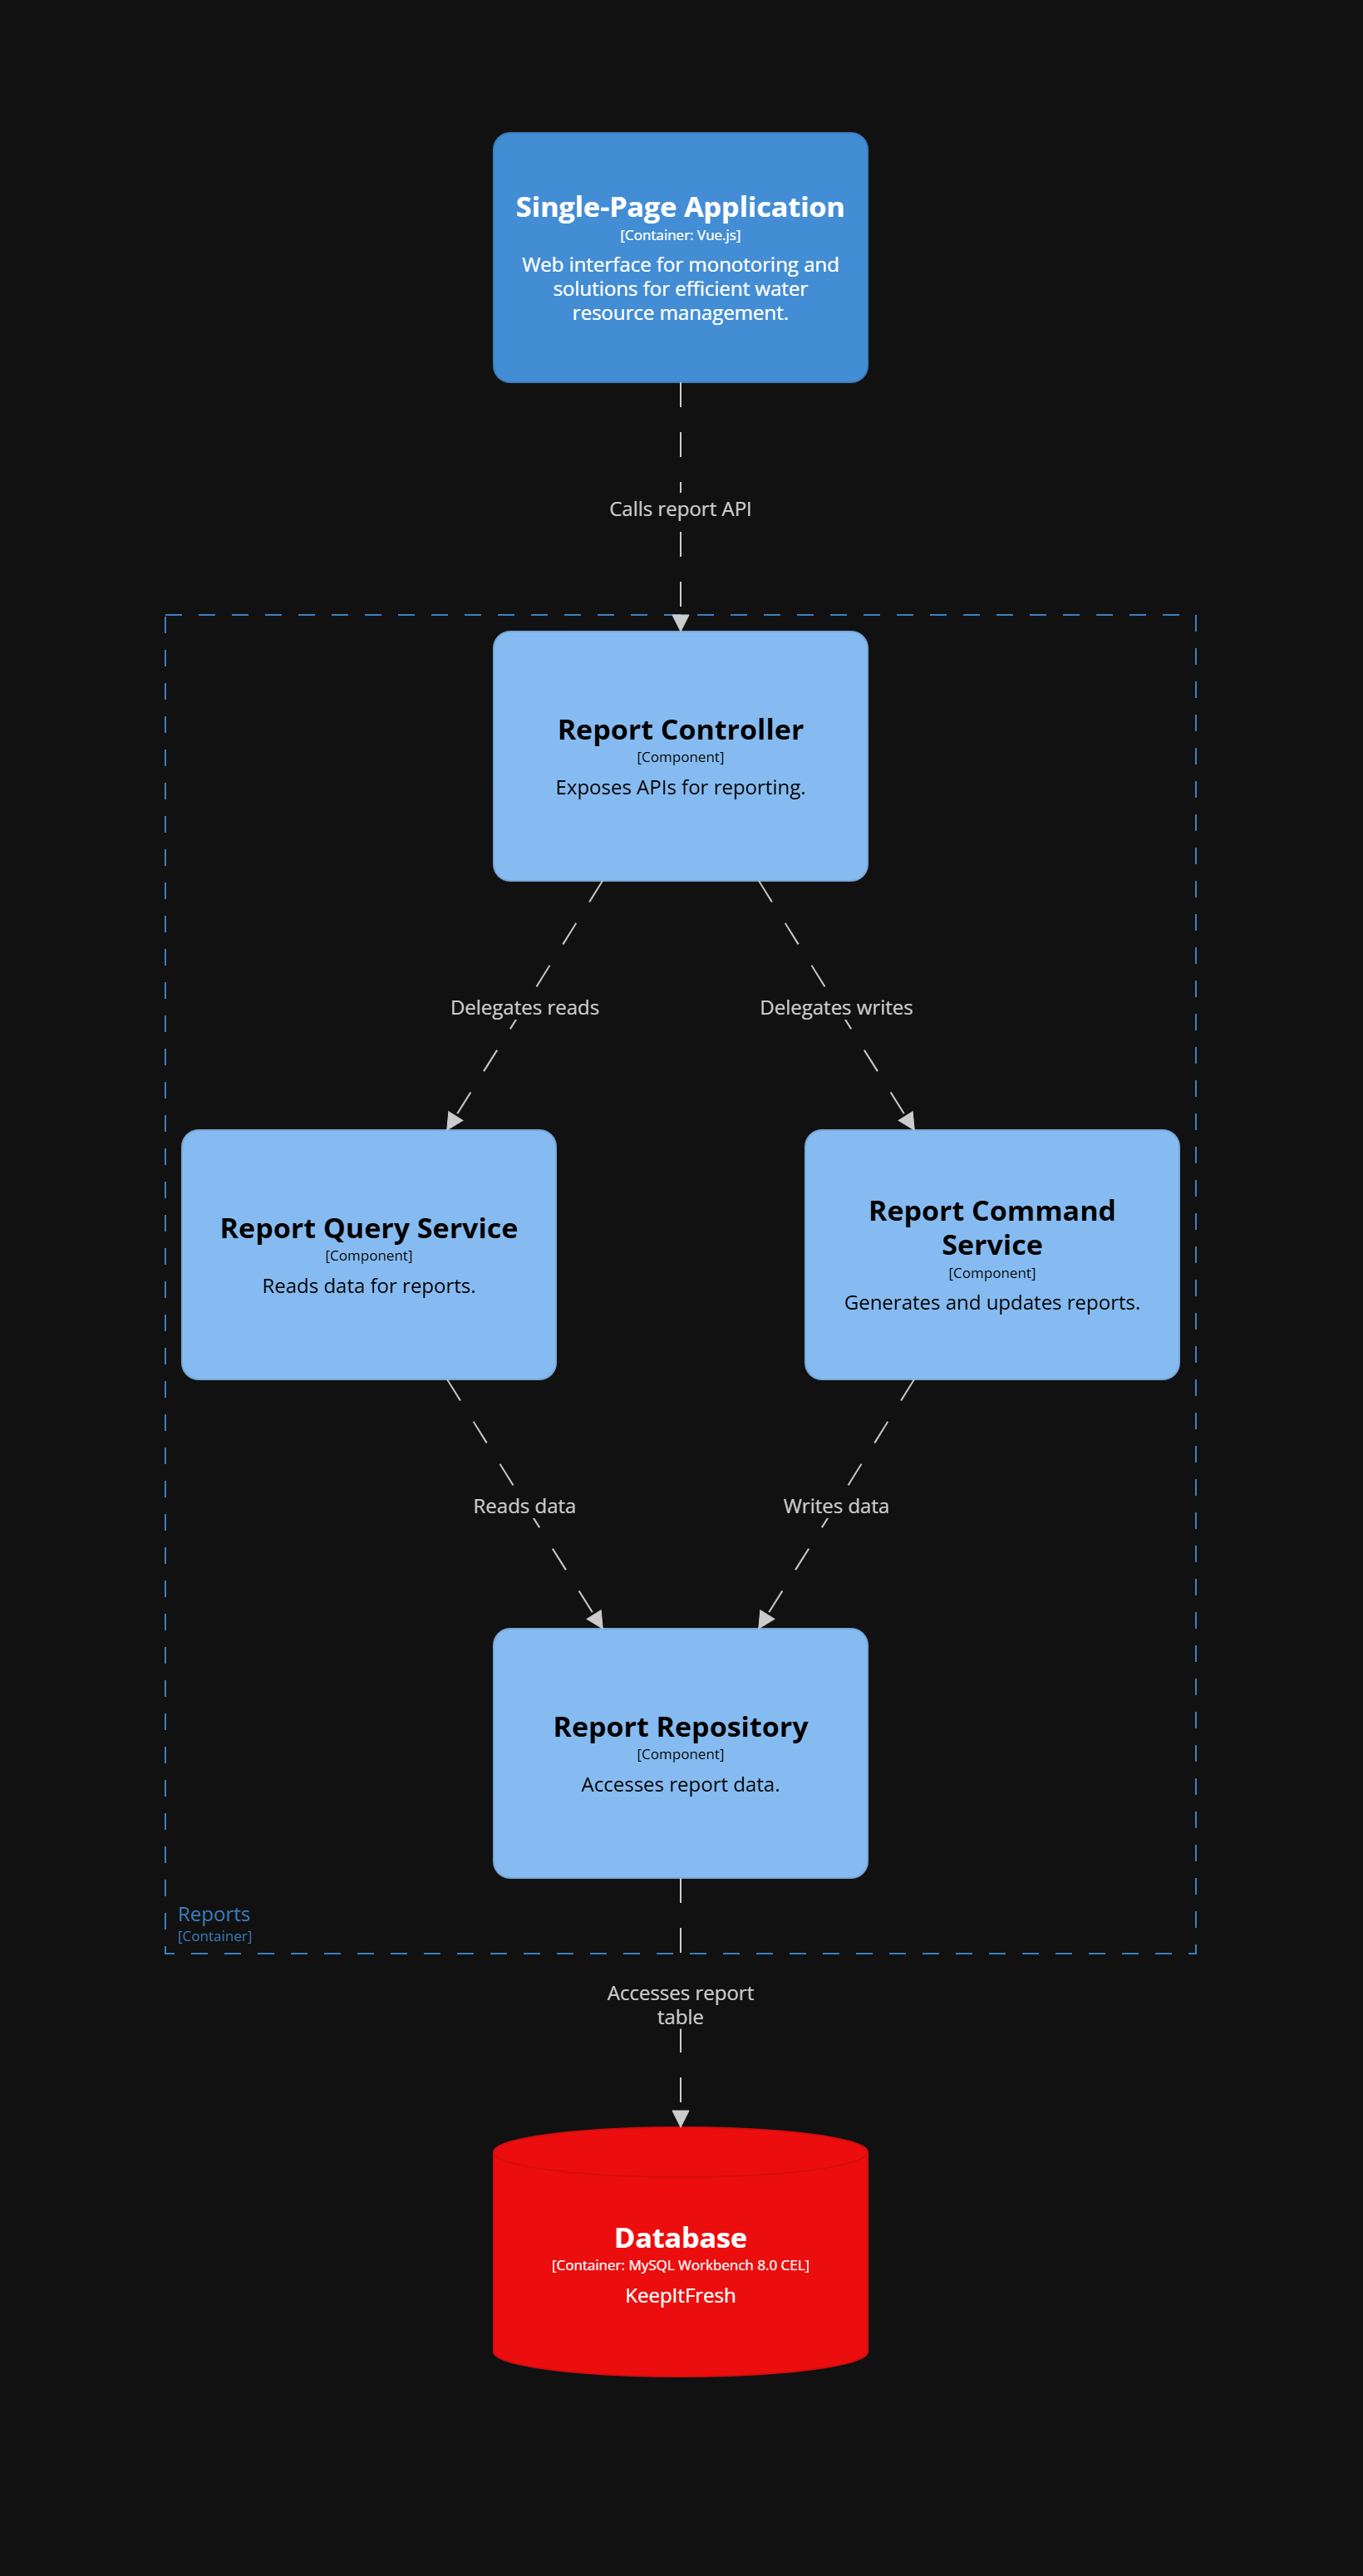 Single-Page Application
[Container: Vue.js]
Web interface for monotoring and
solutions for efficient water
resource management.
Calls report API
Report Controller
[Component]
Exposes APIs for reporting.
Delegates reads
Delegates writes
Report Query Service
[Component]
Reads data for reports.
Report Command
Service
[Component]
Generates and updates reports.
Reads data
Writes data
Report Repository
[Component]
Accesses report data.
Reports
[Container]
Accesses report
table
Database
[Container: MySQL Workbench 8.0 CEL]
KeepItFresh